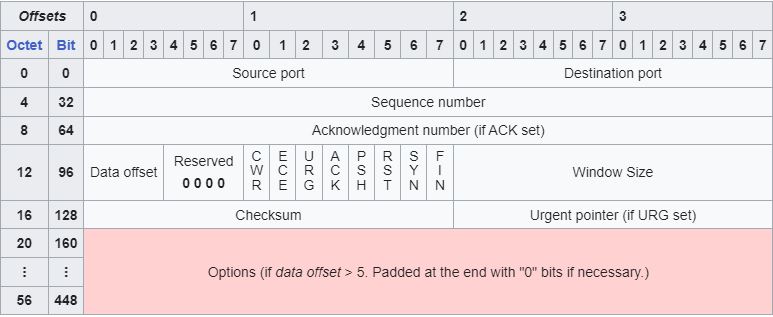 Offsets 0 1 2 3
Octet Bit 0 1 2 3 4 5 6 7 0 1 2 3 4 5 6 7 0 1 2 3 4 5 6 7 0 1 2 3 4 5 6 7
0 0 Source port Destination port
4 32 Sequence number
8 64 Acknowledgment number (if ACK set)
12 96 Data offset Reserved 0 0 0 0 CWR ECE URG ACK PSH RST SYN FIN Window Size
16 128 Checksum Urgent pointer (if URG set)
20 160
⋮ ⋮ Options (if data offset > 5. Padded at the end with "0" bits if necessary.)
56 448